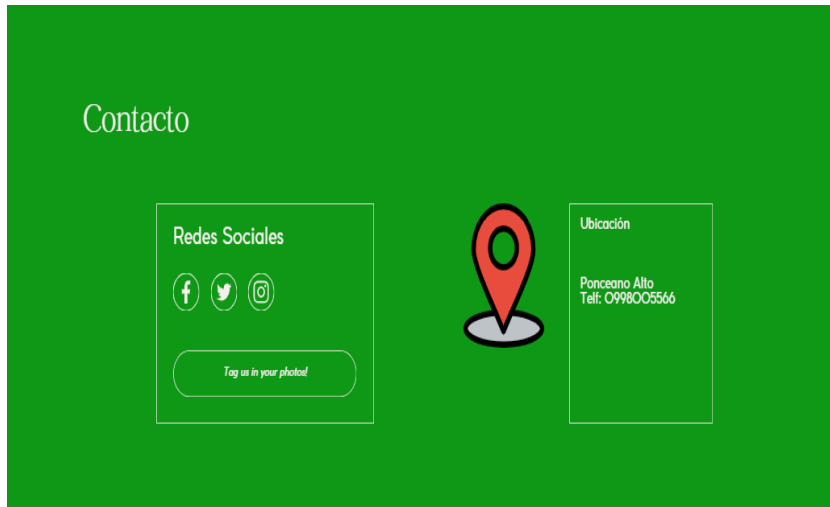 Contacto
Redes Sociales
Tag us in your photos!
Ubicación
Ponceano Alto
Telf: 0998005566